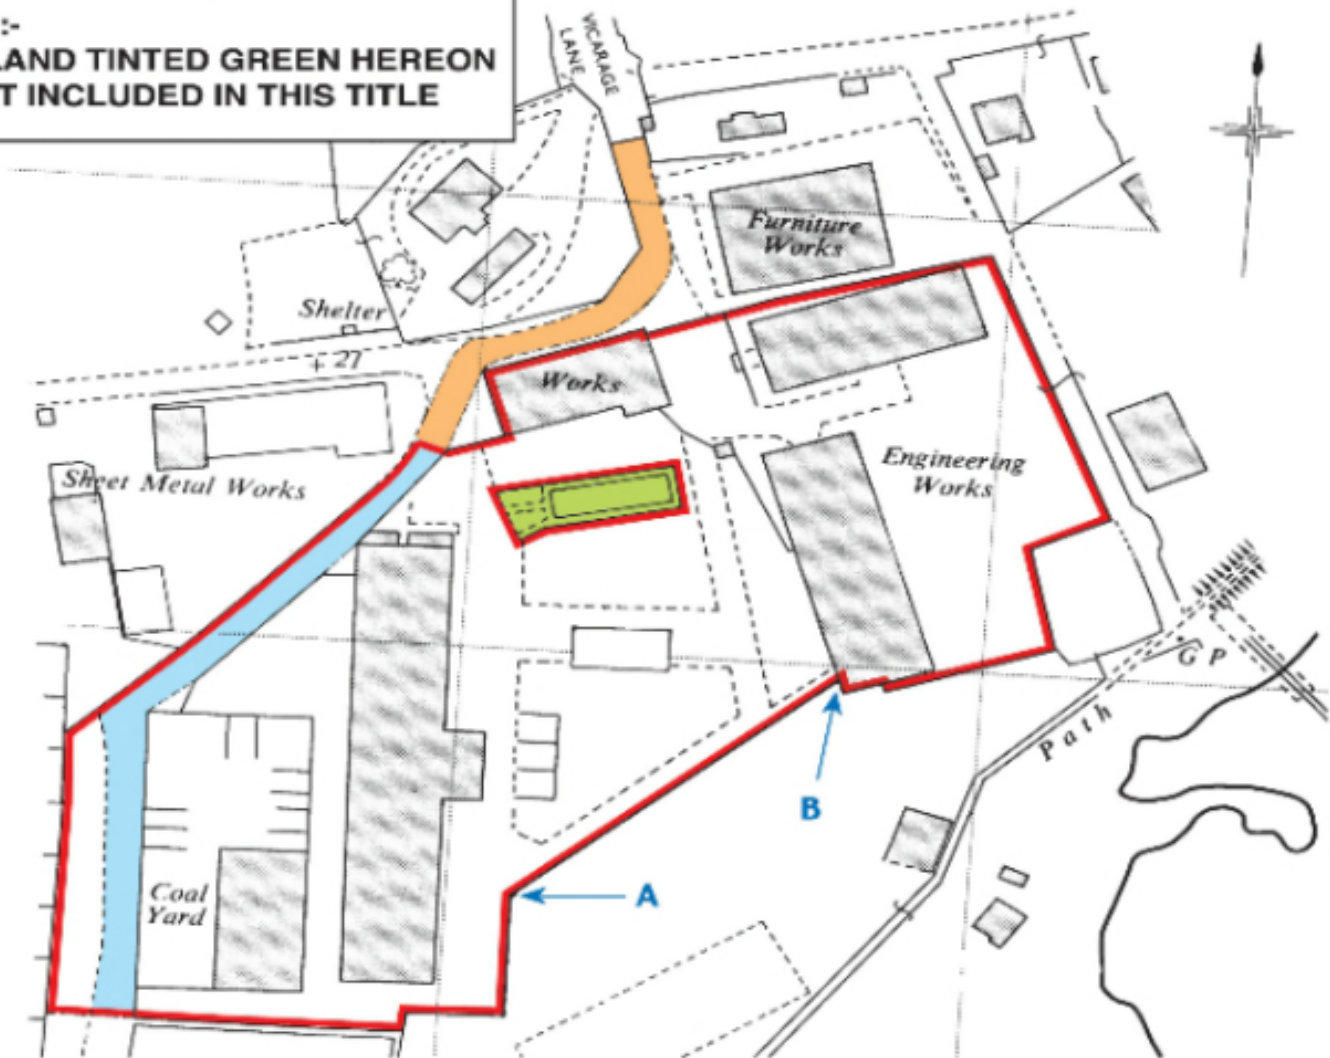 :-
LAND TINTED GREEN HEREON
T INCLUDED IN THIS TITLE
VICARAGE
LANE
Furniture
Works
Shelter
+ 27
Works
Sheet Metal Works
Engineering
Works
G P
Path
B
A
Coal
Yard